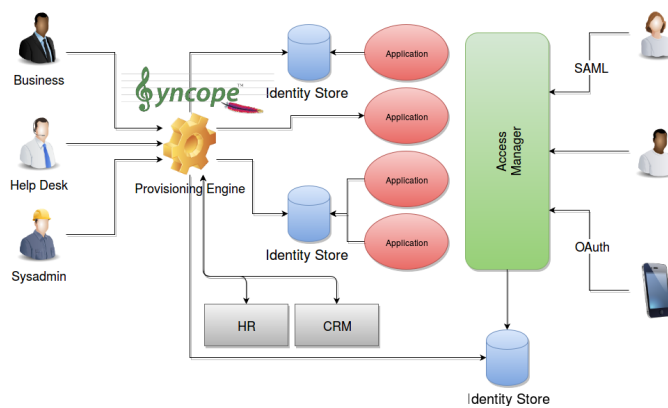 Business
Syncope™
Identity Store
Application
SAML
Application
Help Desk
Provisioning Engine
Access
Manager
Application
Sysadmin
Identity Store
Application
OAuth
HR
CRM
Identity Store